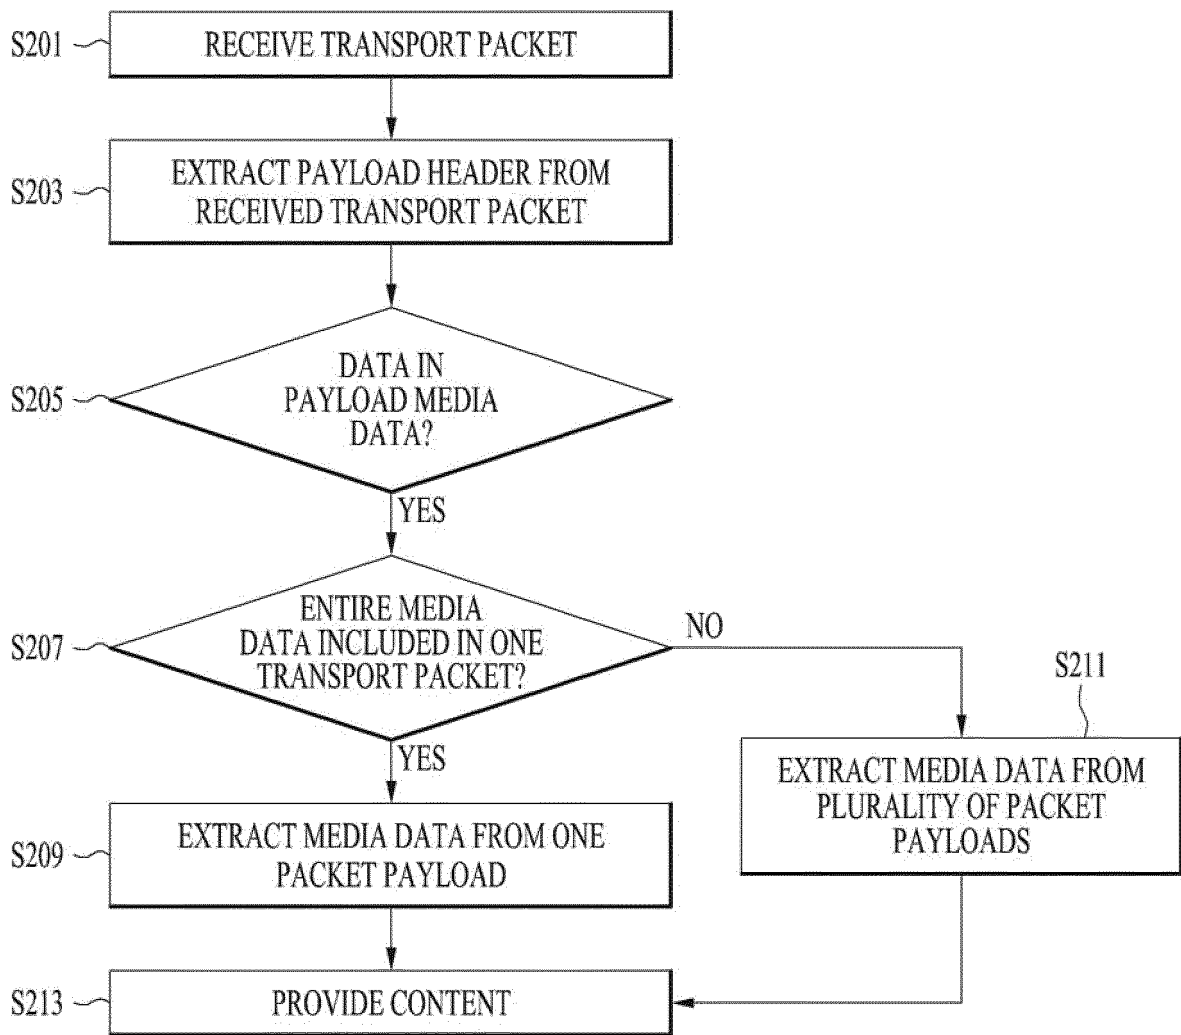 S201
RECEIVE TRANSPORT PACKET
S203
EXTRACT PAYLOAD HEADER FROM
RECEIVED TRANSPORT PACKET
S205
DATA IN
PAYLOAD MEDIA
DATA?
YES
S207
ENTIRE MEDIA
DATA INCLUDED IN ONE
TRANSPORT PACKET?
NO
YES
S211
EXTRACT MEDIA DATA FROM
PLURALITY OF PACKET
PAYLOADS
S209
EXTRACT MEDIA DATA FROM ONE
PACKET PAYLOAD
S213
PROVIDE CONTENT